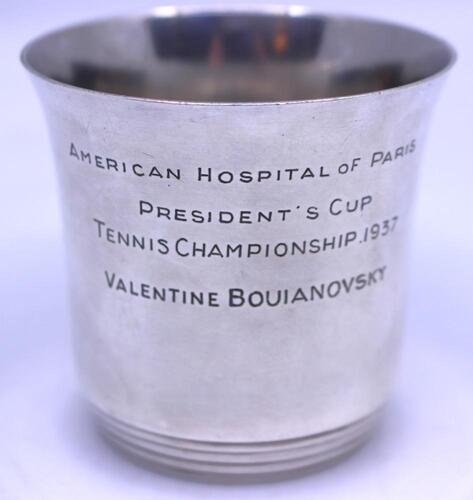 AMERICAN HOSPITAL OF PARIS
PRESIDENT'S CUP
TENNIS CHAMPIONSHIP.1937
VALENTINE BOUIANOVSKY